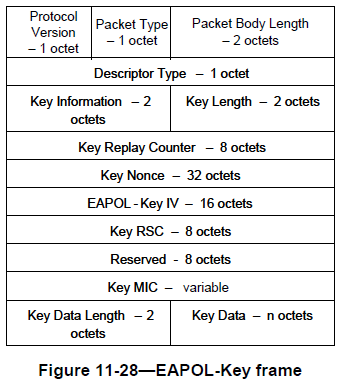 Protocol
Version
– 1 octet
Packet Type
– 1 octet
Packet Body Length
– 2 octets
Descriptor Type – 1 octet
Key Information – 2
octets
Key Length – 2 octets
Key Replay Counter – 8 octets
Key Nonce – 32 octets
EAPOL - Key IV – 16 octets
Key RSC – 8 octets
Reserved - 8 octets
Key MIC – variable
Key Data Length – 2
octets
Key Data – n octets
Figure 11-28—EAPOL-Key frame